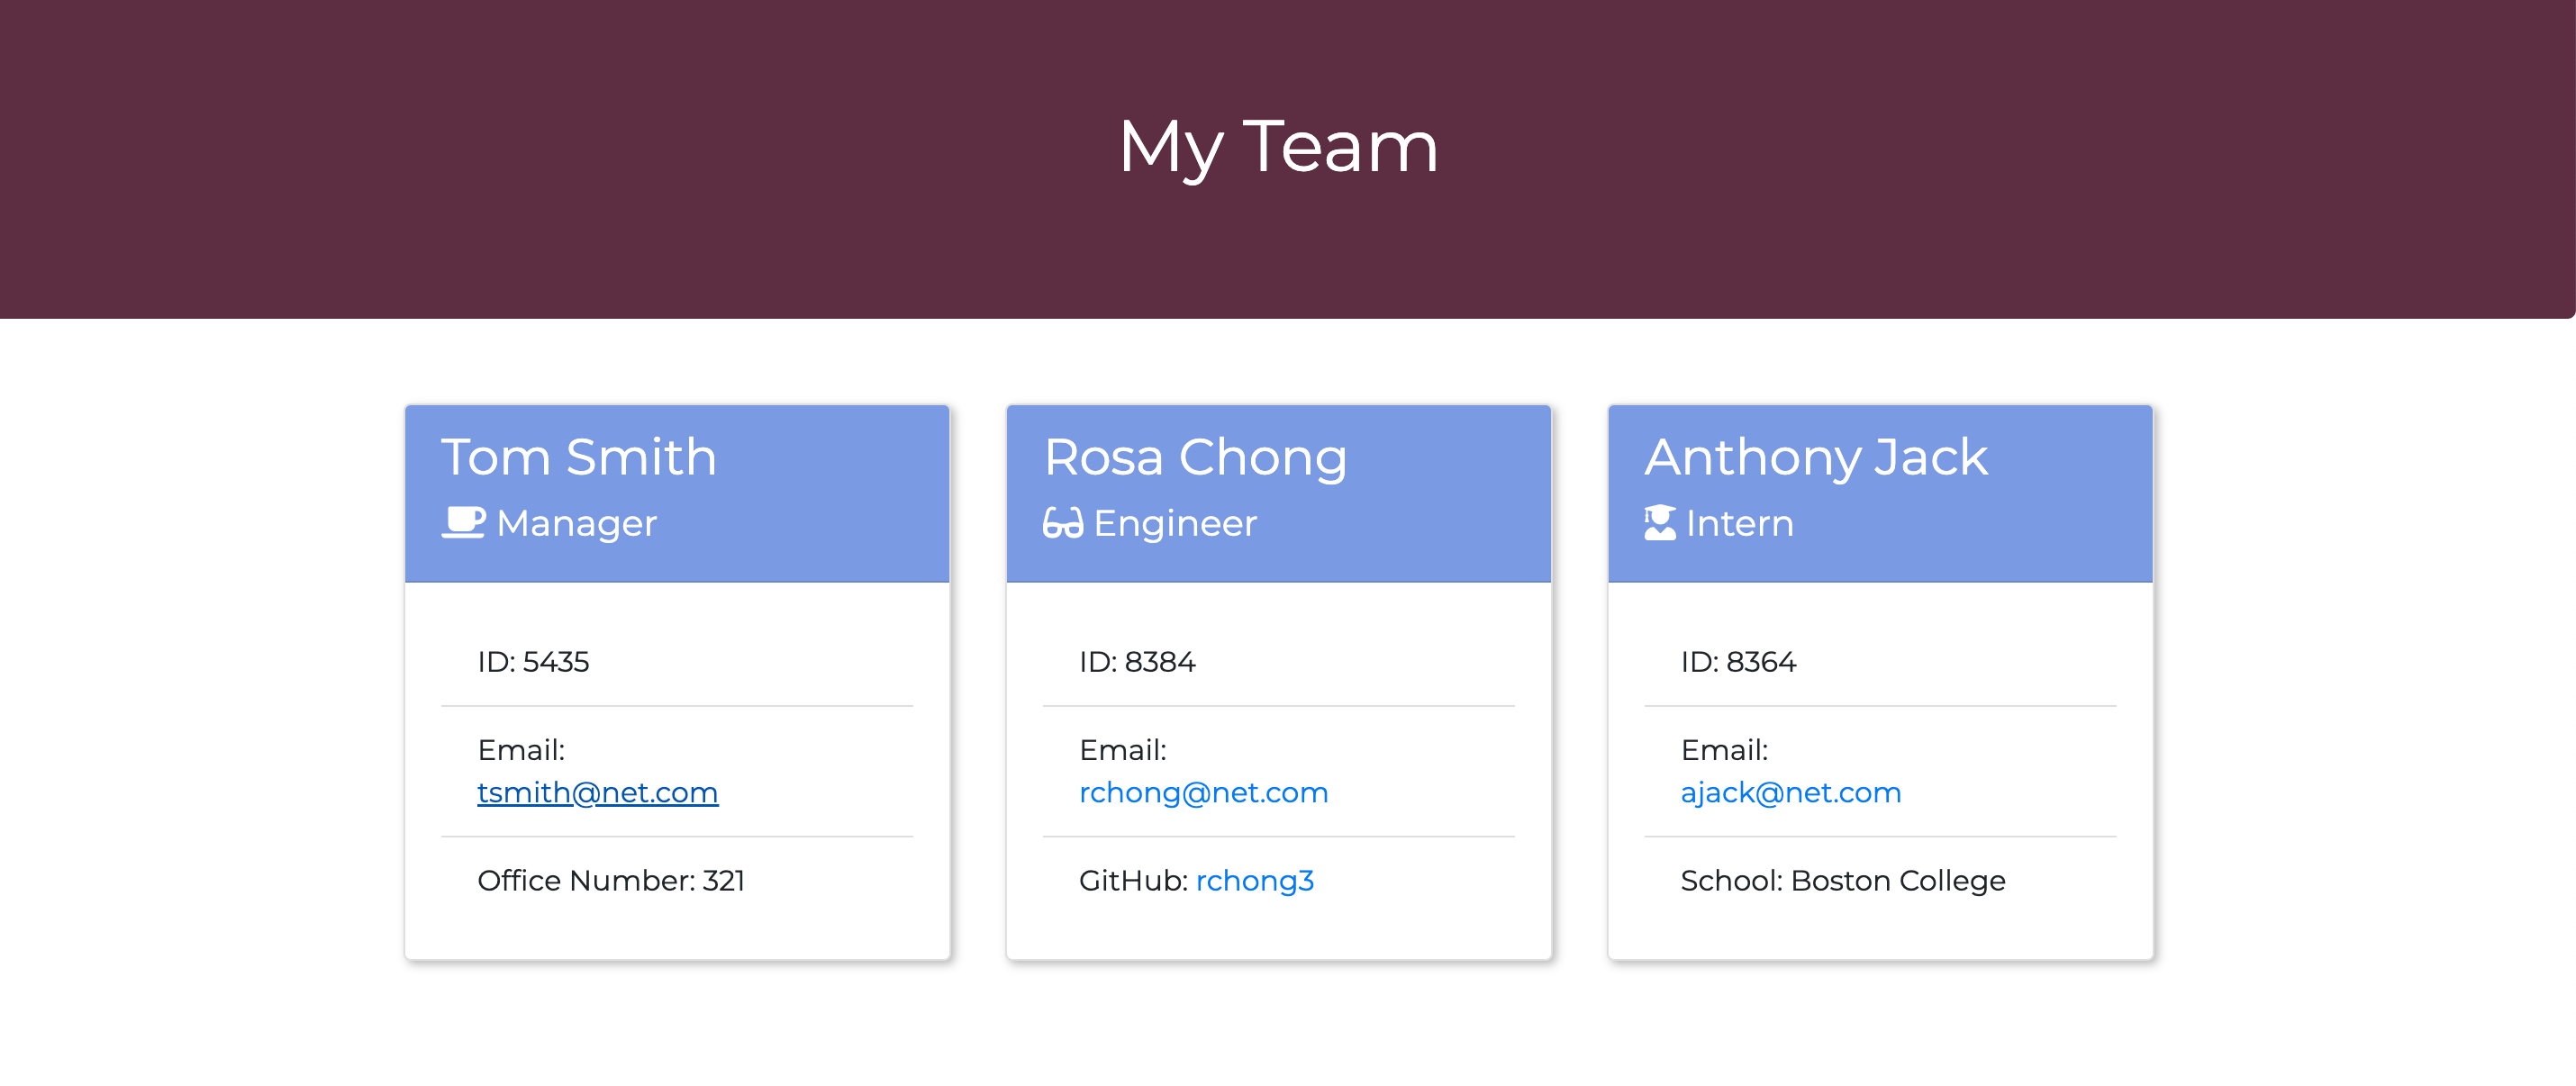 My Team
Tom Smith
Manager
ID: 5435
Email:
tsmith@net.com
Office Number: 321
Rosa Chong
Engineer
ID: 8384
Email:
rchong@net.com
GitHub: rchong3
Anthony Jack
Intern
ID: 8364
Email:
ajack@net.com
School: Boston College